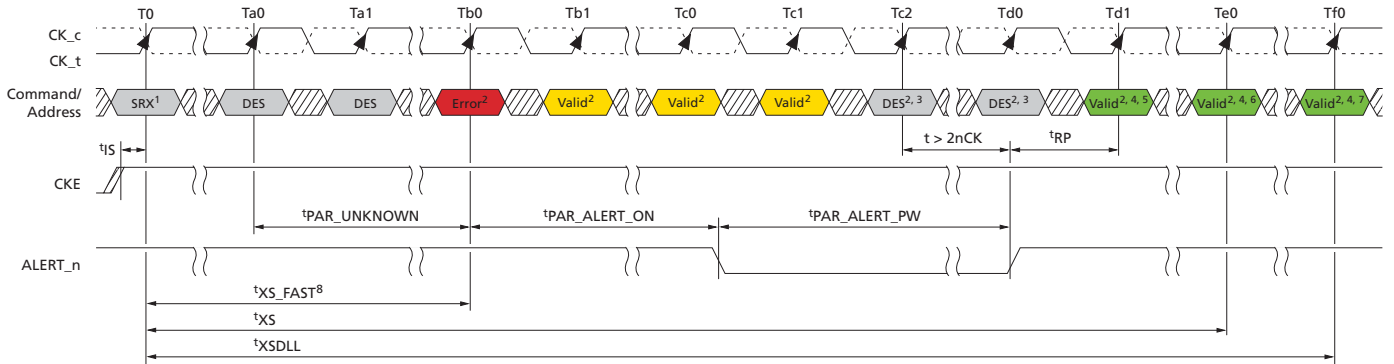 T0 Ta0 Ta1 Tb0 Tb1 Tc0 Tc1 Tc2 Td0 Td1 Te0 Tf0
CK_c
CK_t
Command/
Address
SRX¹ DES DES Error² Valid² Valid² Valid² DES²,³ DES²,³ Valid²,⁴,⁵ Valid²,⁴,⁶ Valid²,⁴,⁷
tIS t > 2nCK tRP
CKE
tPAR_UNKNOWN tPAR_ALERT_ON tPAR_ALERT_PW
ALERT_n
tXS_FAST⁸
tXS
tXSDLL